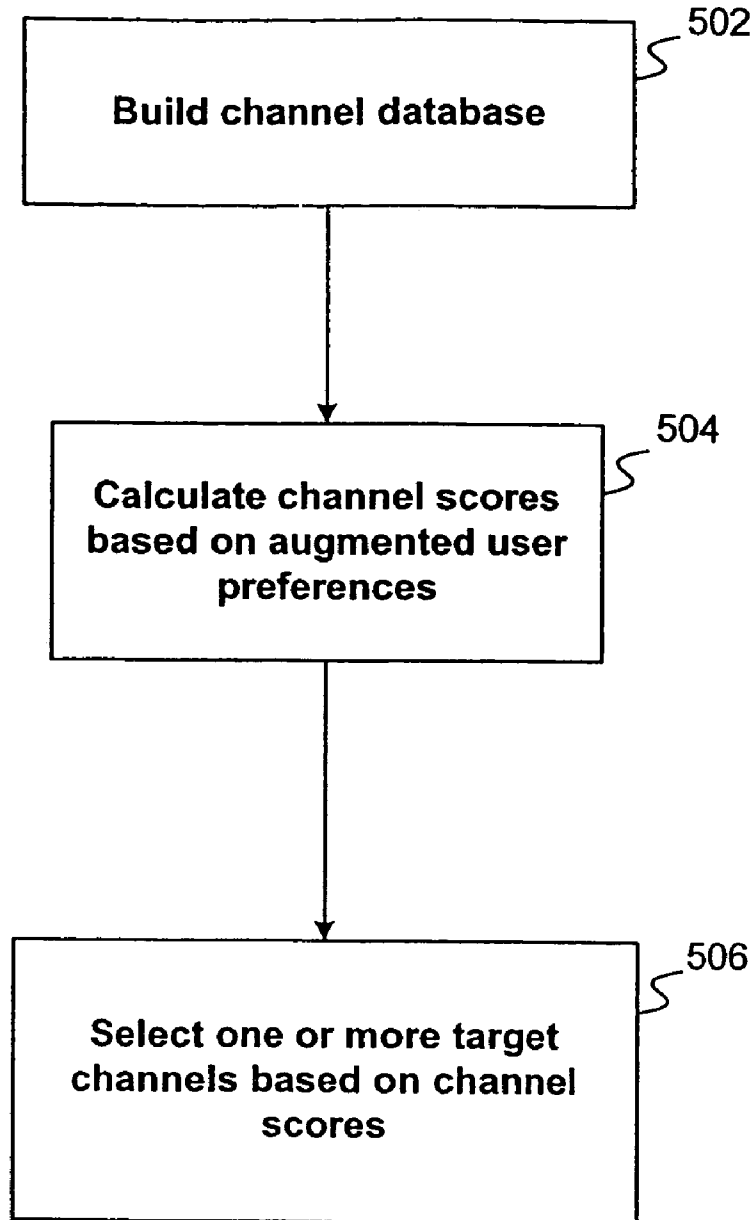 502
Build channel database
504
Calculate channel scores
based on augmented user
preferences
506
Select one or more target
channels based on channel
scores